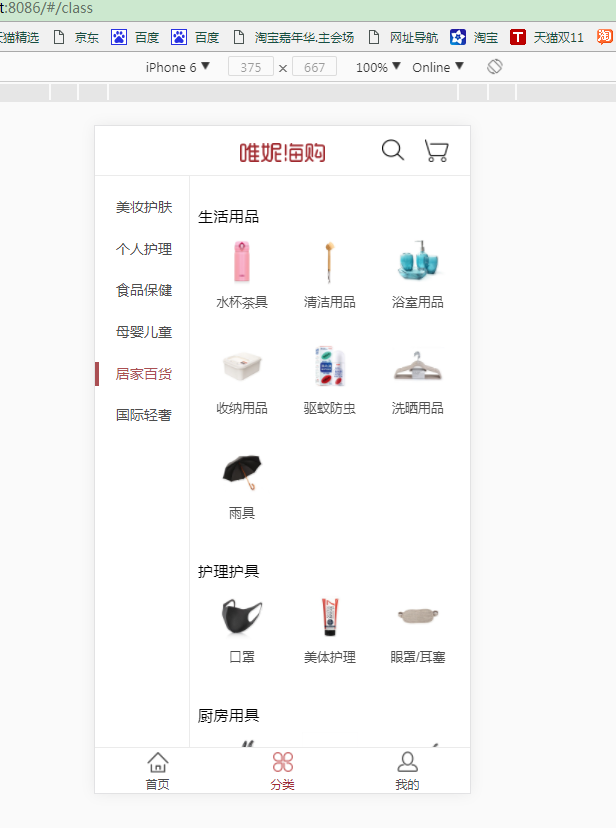 t:8086/#/class
天猫精选 京东 百度 百度 淘宝嘉年华.主会场 网址导航 淘宝 天猫双11 淘
iPhone 6 ▼ 375 × 667 100% ▼ Online ▼
唯妮海购
美妆护肤
个人护理
食品保健
母婴儿童
居家百货
国际轻奢
生活用品
水杯茶具 清洁用品 浴室用品
收纳用品 驱蚊防虫 洗晒用品
雨具
护理护具
口罩 美体护理 眼罩/耳塞
厨房用具
首页 分类 我的